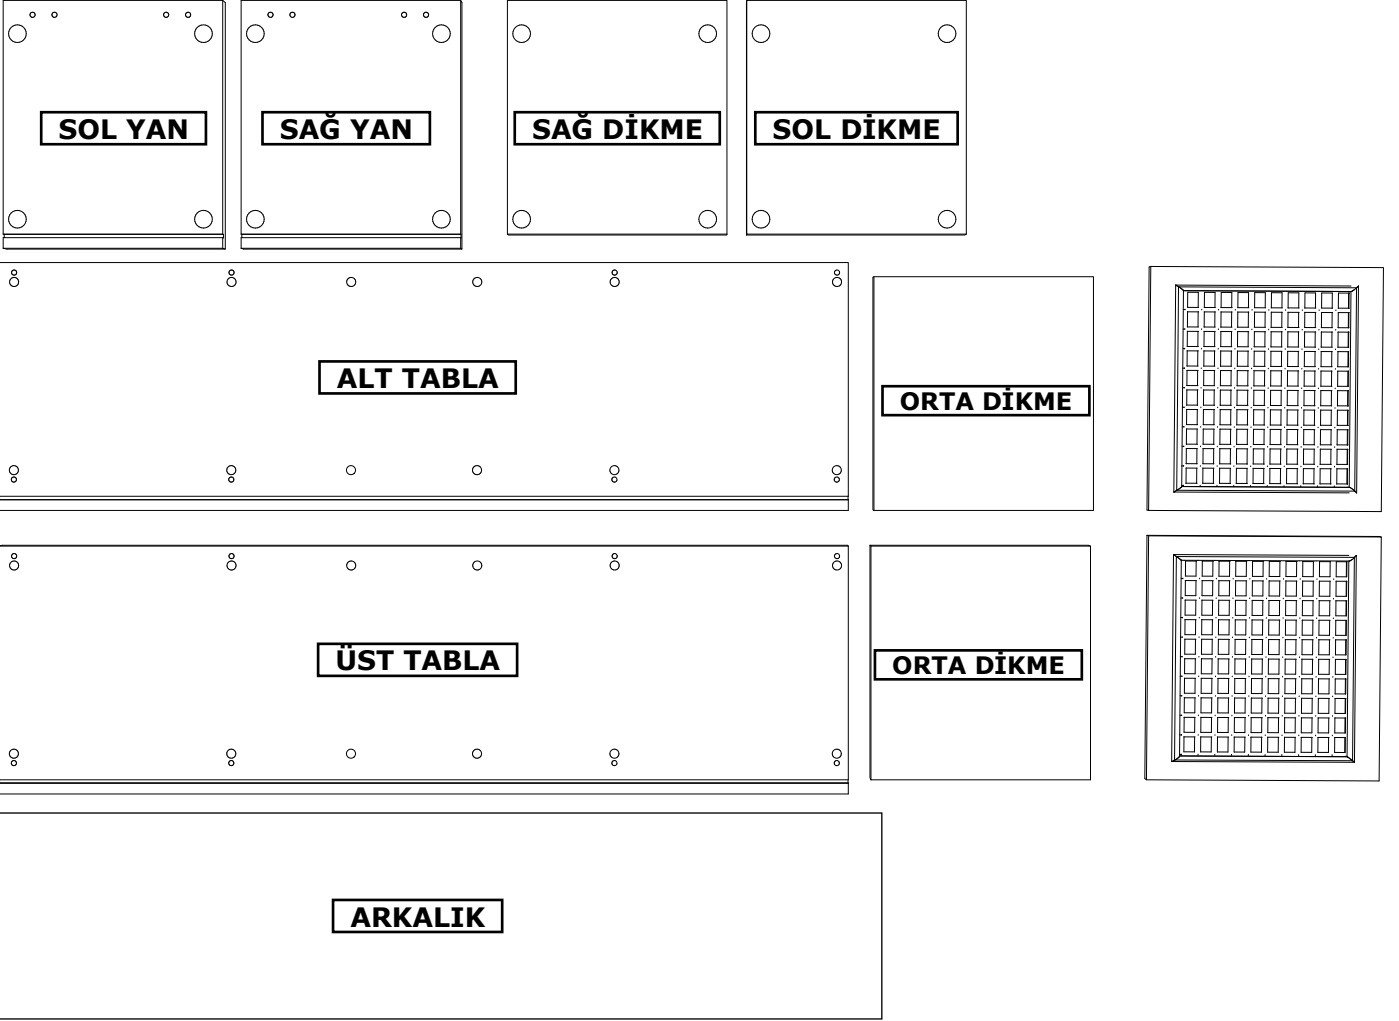 SOL YAN
SAĞ YAN
SAĞ DİKME
SOL DİKME
ALT TABLA
ORTA DİKME
ÜST TABLA
ORTA DİKME
ARKALIK